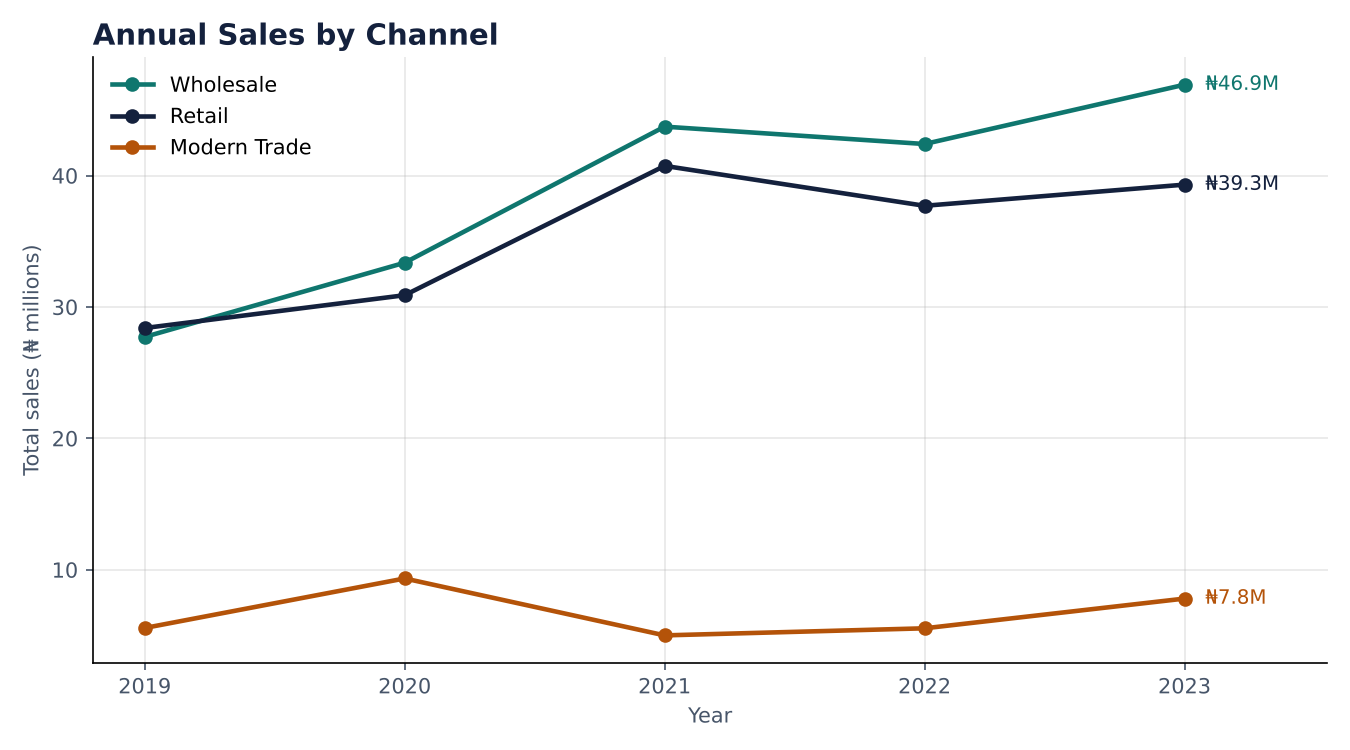 Annual Sales by Channel
Wholesale
Retail
Modern Trade
₦46.9M
₦39.3M
₦7.8M
Total sales (₦ millions)
40
30
20
10
2019 2020 2021 2022 2023
Year